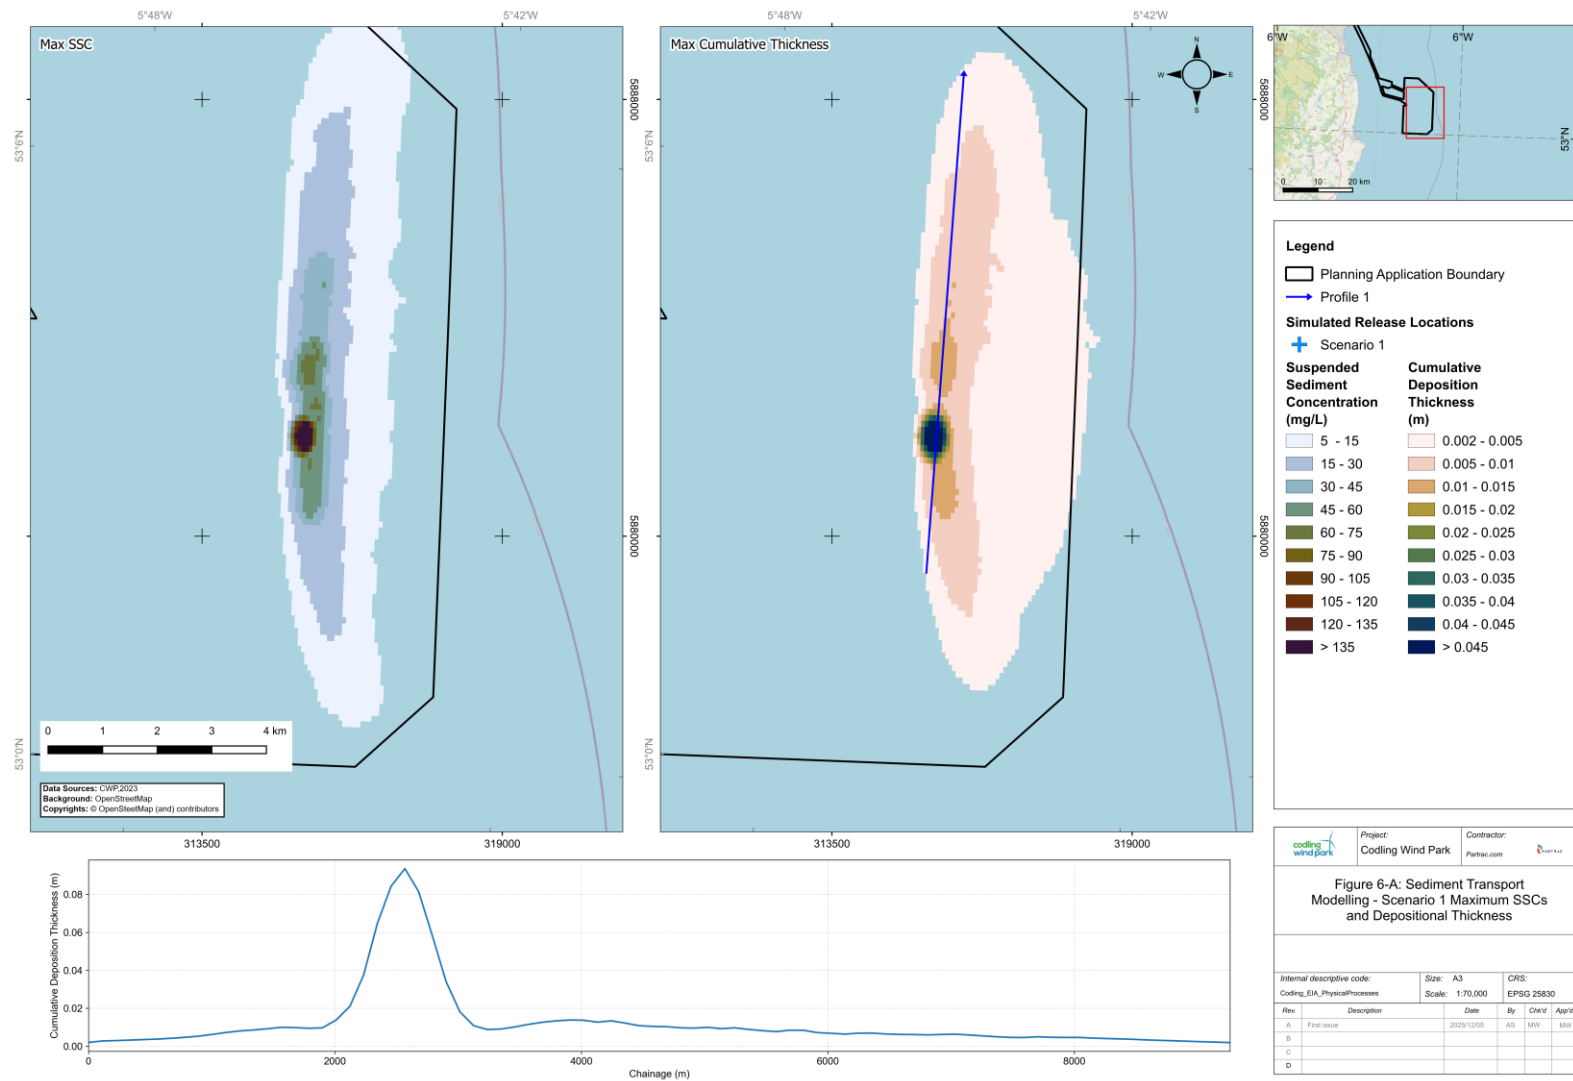 5°48'W
5°42'W
5°48'W
5°42'W
Max SSC
Max Cumulative Thickness
N
W
E
S
5888000
5888000
53°6'N
53°6'N
5880000
5880000
53°0'N
53°0'N
0 1 2 3 4 km
Data Sources: CWP,2023
Background: OpenStreetMap
Copyrights: © OpenSteetMap (and) contributors
313500
319000
313500
319000
6°W
6°W
53°N
0 10 20 km
Legend
Planning Application Boundary
Profile 1
Simulated Release Locations
Scenario 1
Suspended
Sediment
Concentration
(mg/L)
5 - 15
15 - 30
30 - 45
45 - 60
60 - 75
75 - 90
90 - 105
105 - 120
120 - 135
> 135
Cumulative
Deposition
Thickness
(m)
0.002 - 0.005
0.005 - 0.01
0.01 - 0.015
0.015 - 0.02
0.02 - 0.025
0.025 - 0.03
0.03 - 0.035
0.035 - 0.04
0.04 - 0.045
> 0.045
Cumulative Deposition Thickness (m)
0.08
0.06
0.04
0.02
0.00
0 2000 4000 6000 8000
Chainage (m)
codling
wind park
Project:
Codling Wind Park
Contractor:
Partrac.com
PARTRAC
Figure 6-A: Sediment Transport
Modelling - Scenario 1 Maximum SSCs
and Depositional Thickness
Internal descriptive code:
Codling_EIA_PhysicalProcesses
Size: A3
Scale: 1:70,000
CRS:
EPSG 25830
Rev. Description Date By Chk'd App'd
A First issue 2025/12/05 AS MW MW
B
C
D